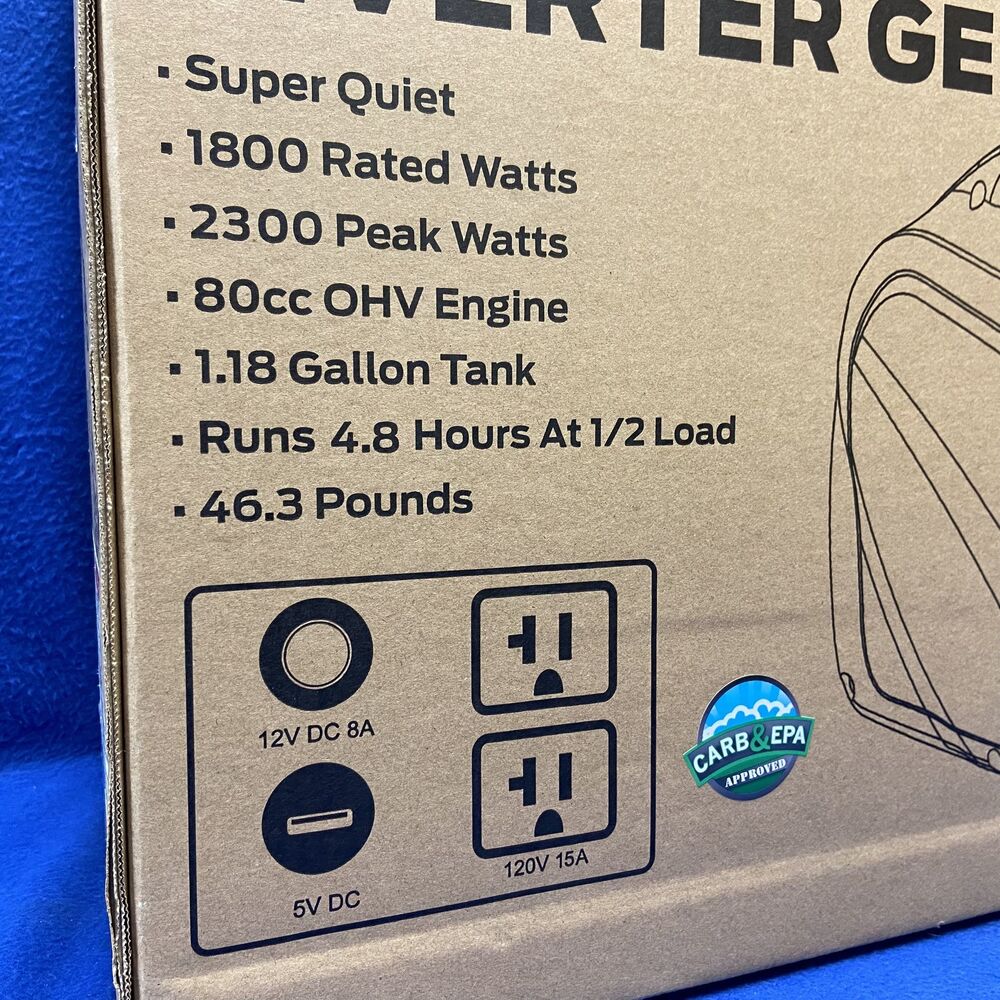 VERTER GE
· Super Quiet
· 1800 Rated Watts
· 2300 Peak Watts
· 80cc OHV Engine
· 1.18 Gallon Tank
· Runs 4.8 Hours At 1/2 Load
· 46.3 Pounds
12V DC 8A
5V DC
120V 15A
CARB&EPA
APPROVED